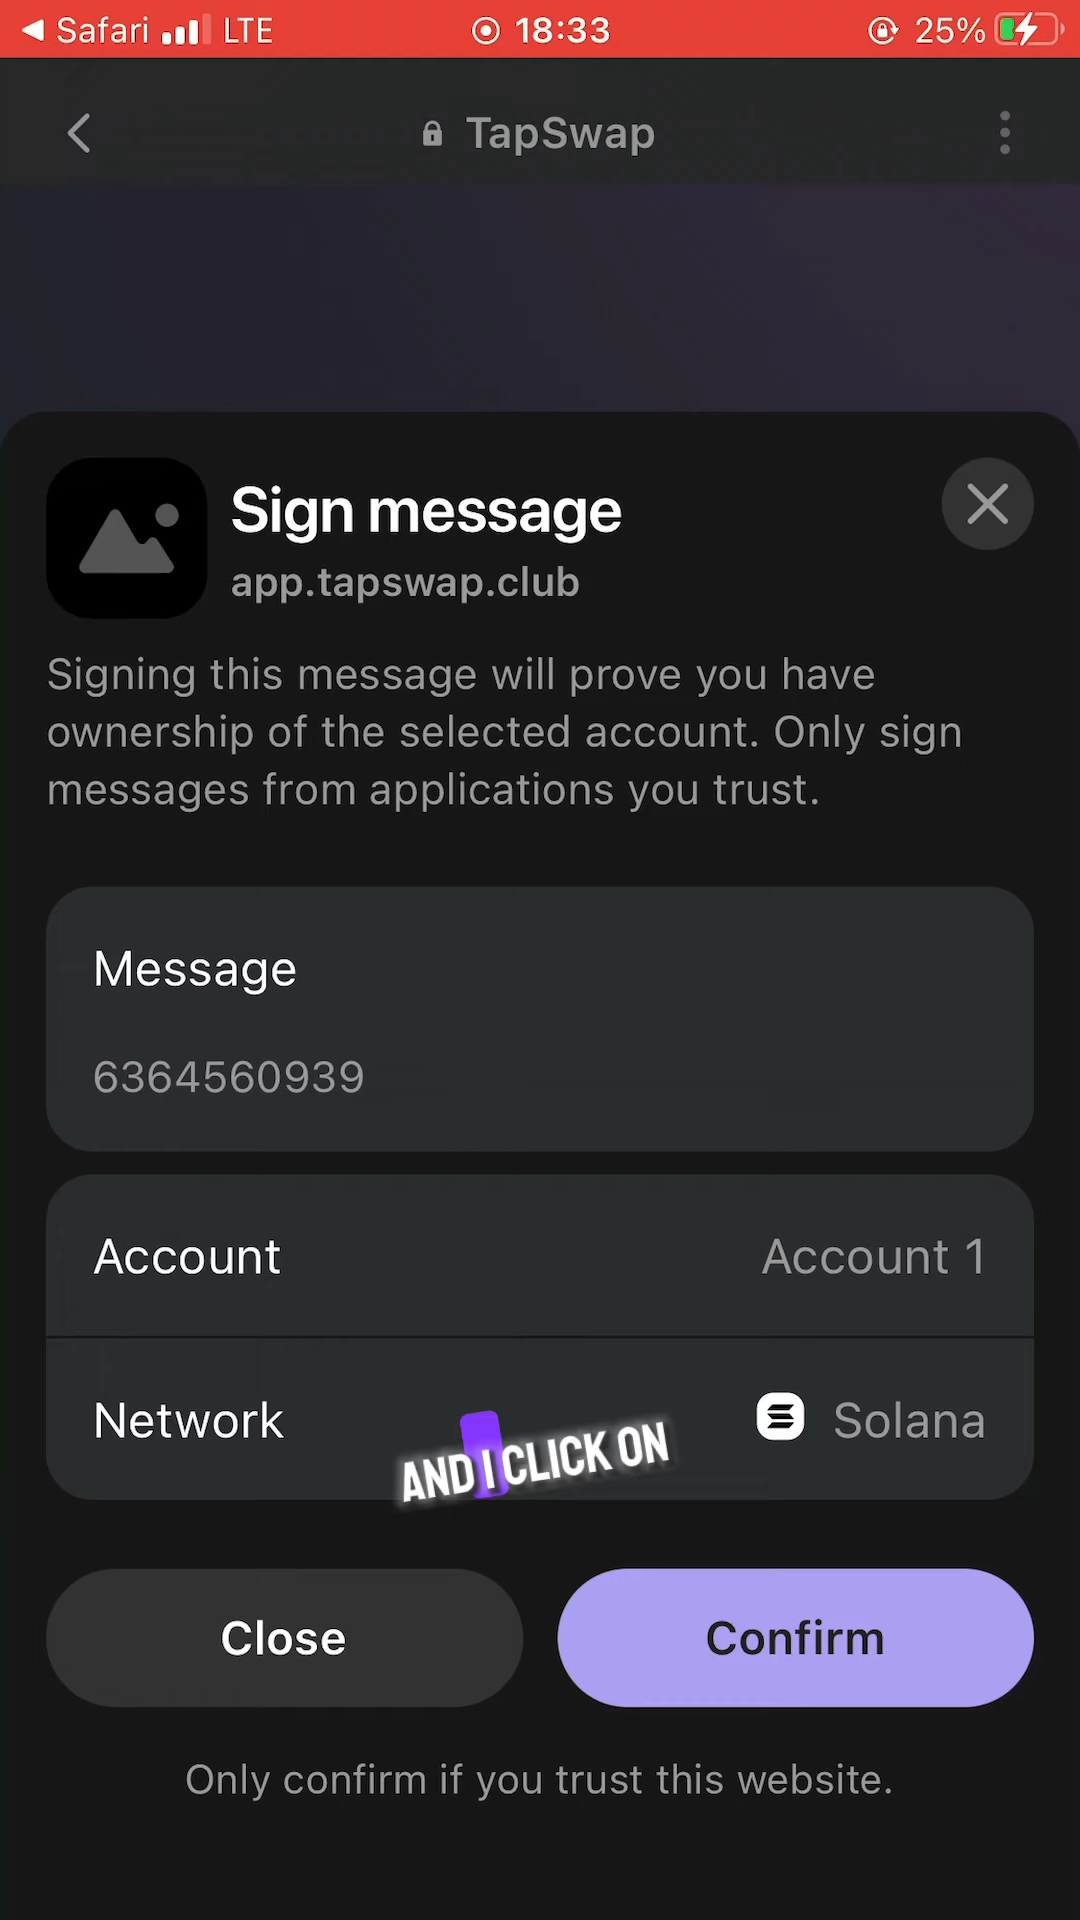 Safari LTE 18:33 25%
TapSwap
Sign message
app.tapswap.club
Signing this message will prove you have
ownership of the selected account. Only sign
messages from applications you trust.
Message
6364560939
Account Account 1
Network Solana
AND I CLICK ON
Close Confirm
Only confirm if you trust this website.